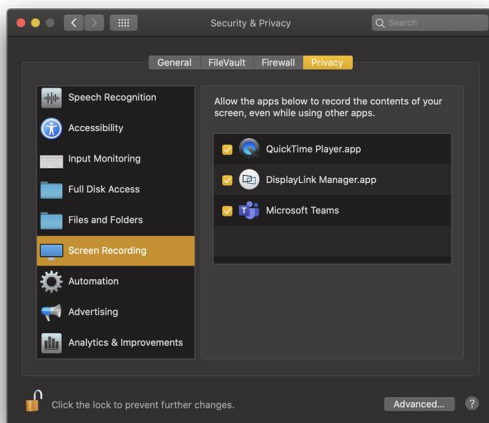 Security & Privacy
Search
General
FileVault
Firewall
Privacy
Speech Recognition
Accessibility
Input Monitoring
Full Disk Access
Files and Folders
Screen Recording
Automation
Advertising
Analytics & Improvements
Allow the apps below to record the contents of your
screen, even while using other apps.
QuickTime Player.app
DisplayLink Manager.app
Microsoft Teams
Click the lock to prevent further changes.
Advanced...
?